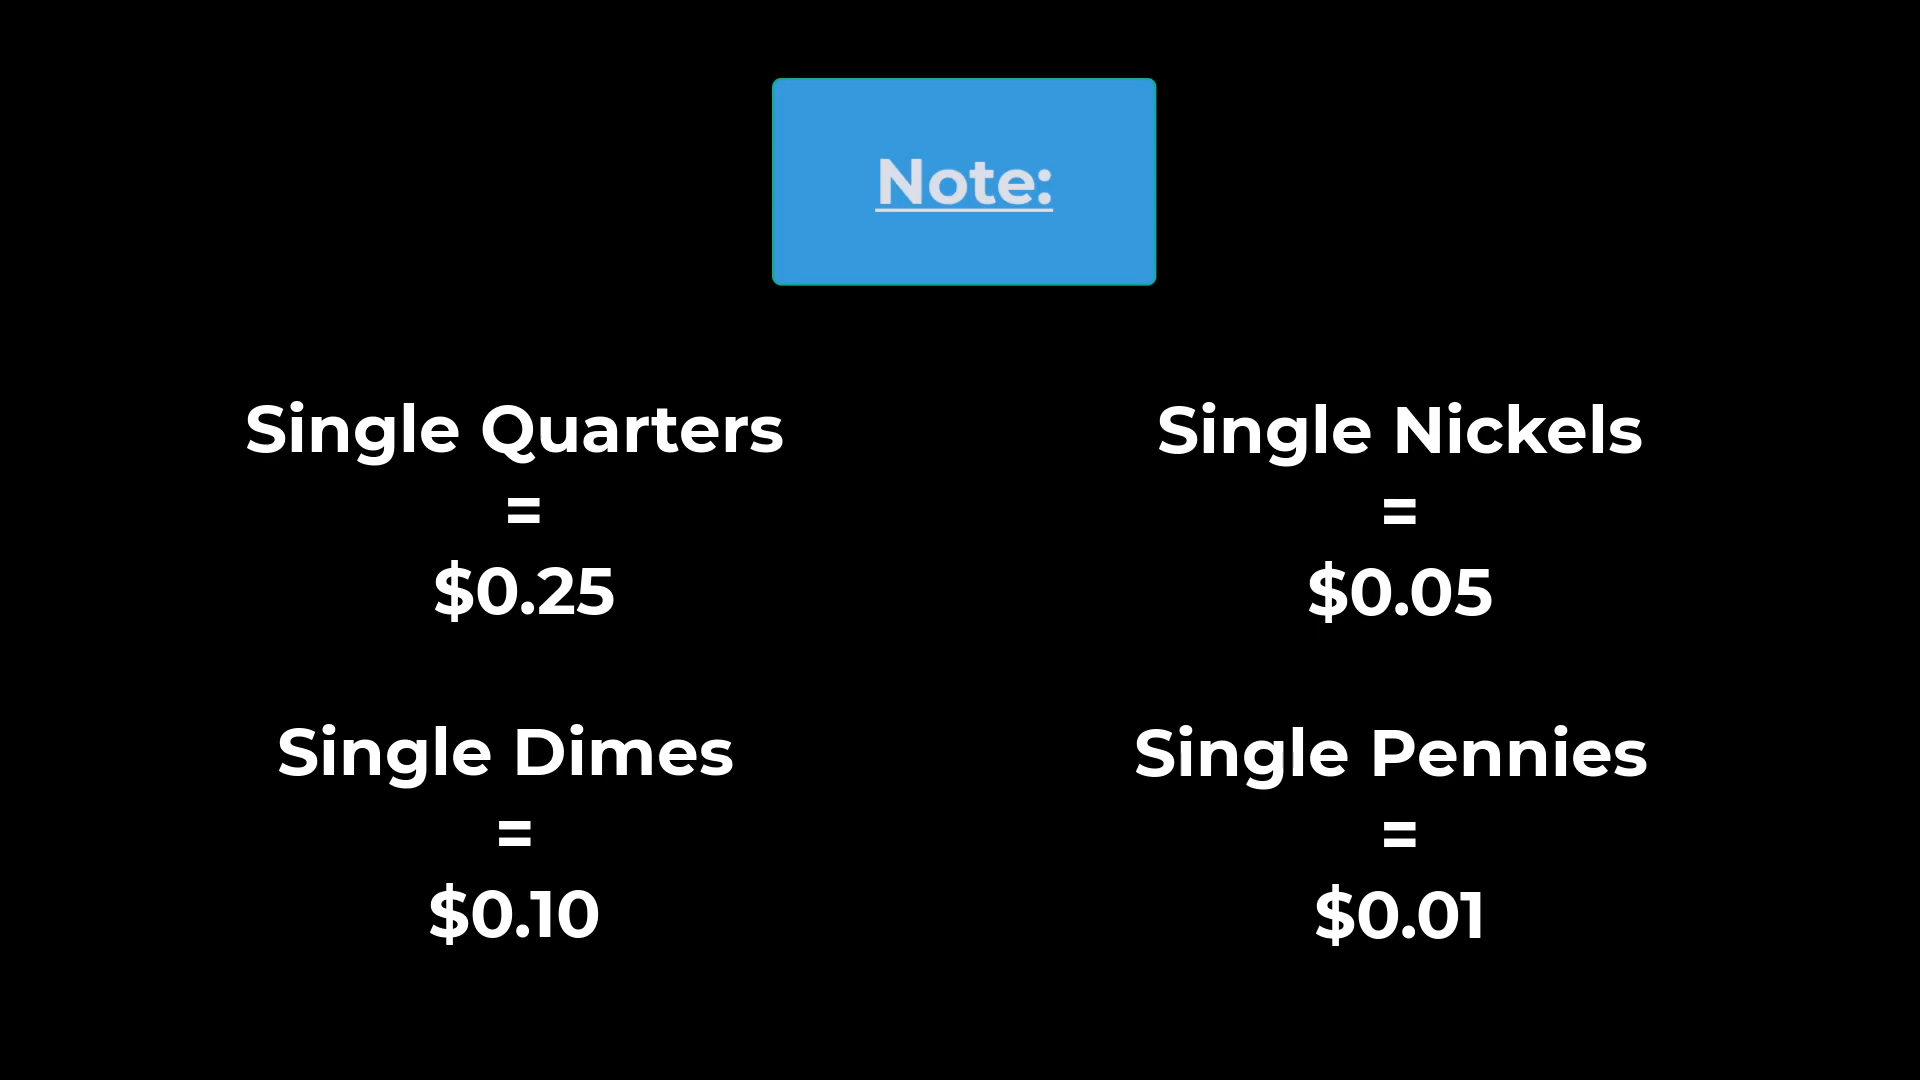 Note:
Single Quarters
=
$0.25
Single Nickels
=
$0.05
Single Dimes
=
$0.10
Single Pennies
=
$0.01